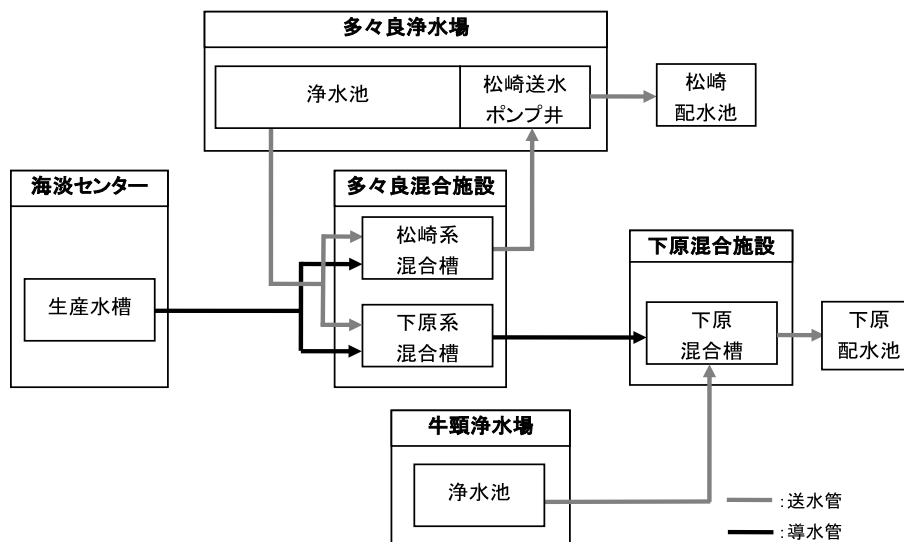 多々良浄水場
浄水池
松崎送水
ポンプ井
松崎
配水池
海淡センター
生産水槽
多々良混合施設
松崎系
混合槽
下原系
混合槽
下原混合施設
下原
混合槽
下原
配水池
牛頸浄水場
浄水池
:送水管
:導水管